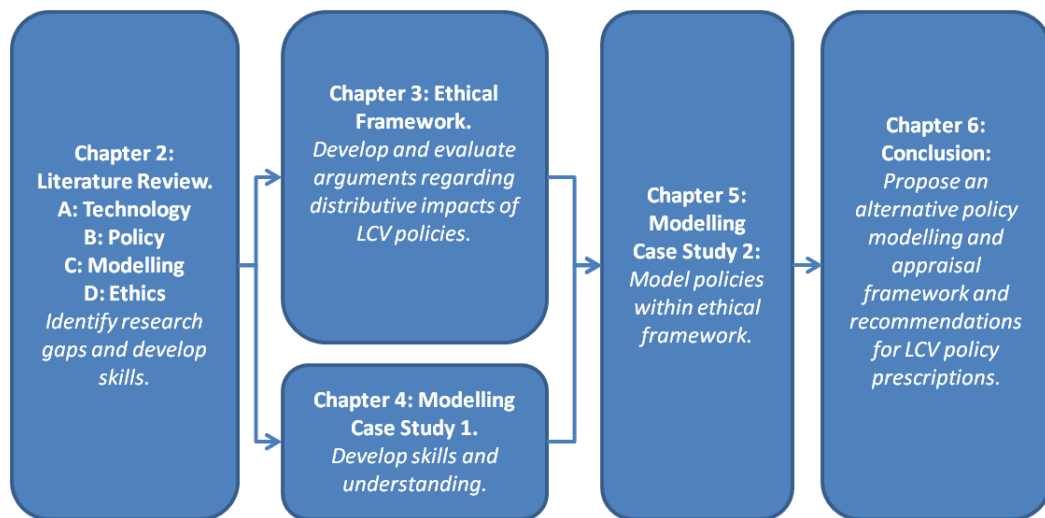 Chapter 2:
Literature Review.
A: Technology
B: Policy
C: Modelling
D: Ethics
Identify research
gaps and develop
skills.
Chapter 3: Ethical
Framework.
Develop and evaluate
arguments regarding
distributive impacts of
LCV policies.
Chapter 4: Modelling
Case Study 1.
Develop skills and
understanding.
Chapter 5:
Modelling
Case Study 2:
Model policies
within ethical
framework.
Chapter 6:
Conclusion:
Propose an
alternative policy
modelling and
appraisal
framework and
recommendations
for LCV policy
prescriptions.